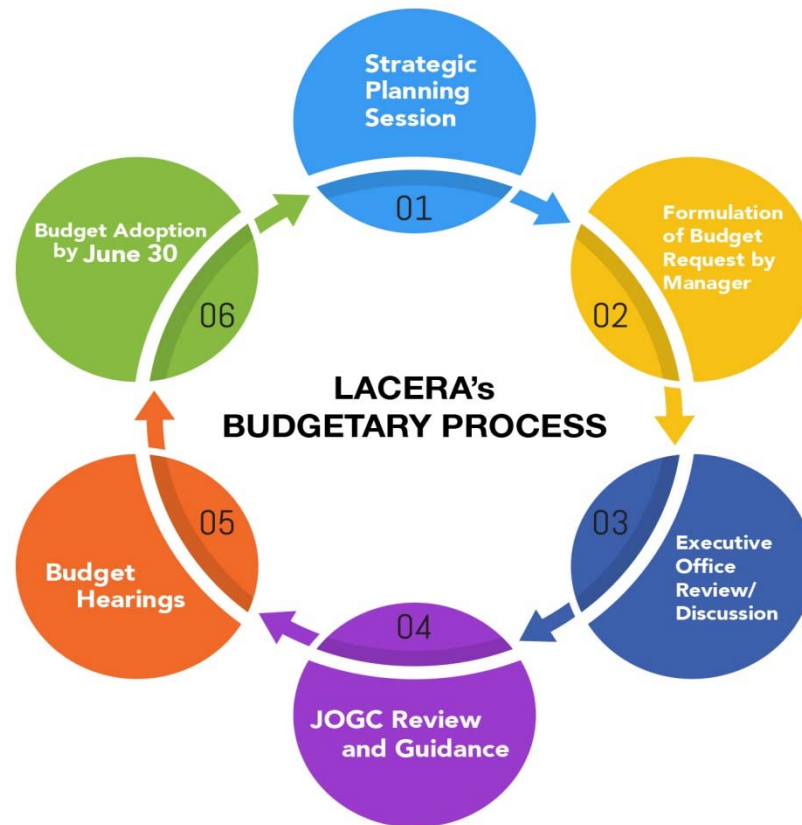 Strategic
Planning
Session
01
Formulation
of Budget
Request by
Manager
02
Executive
Office
Review/
Discussion
03
JOGC Review
and Guidance
04
Budget
Hearings
05
Budget Adoption
by June 30
06
LACERA's
BUDGETARY PROCESS